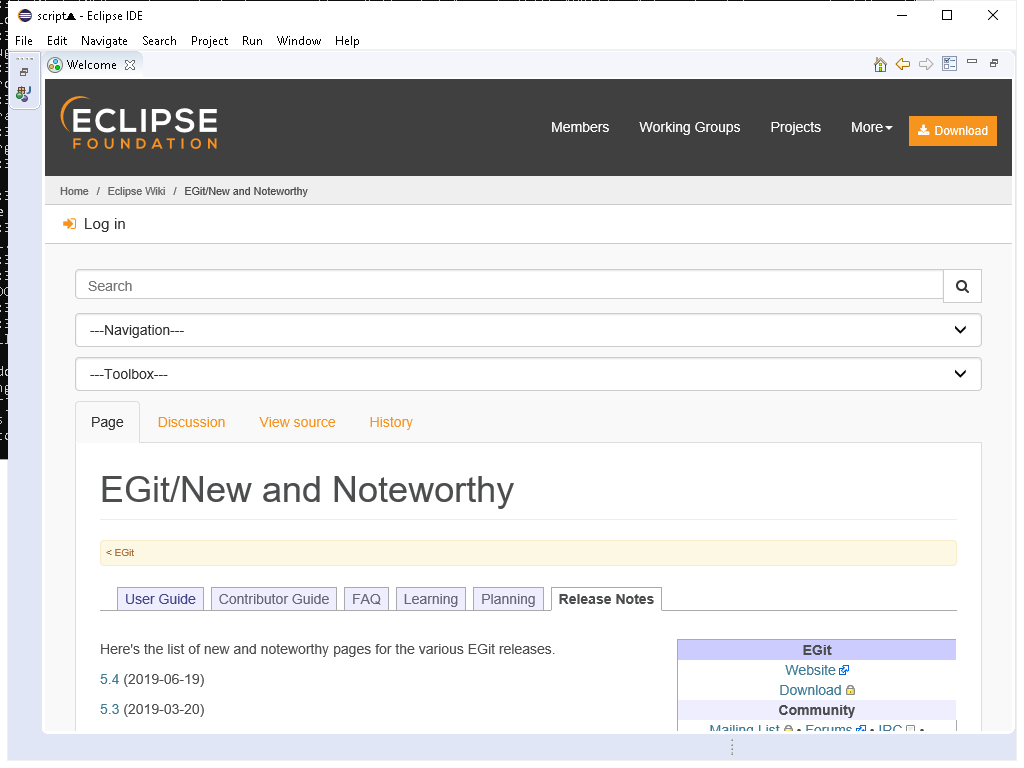 script▲ - Eclipse IDE
File Edit Navigate Search Project Run Window Help
Welcome
ECLIPSE
FOUNDATION
Members Working Groups Projects More Download
Home / Eclipse Wiki / EGit/New and Noteworthy
Log in
Search
---Navigation---
---Toolbox---
Page Discussion View source History
EGit/New and Noteworthy
< EGit
User Guide Contributor Guide FAQ Learning Planning Release Notes
Here's the list of new and noteworthy pages for the various EGit releases.
5.4 (2019-06-19)
5.3 (2019-03-20)
EGit
Website
Download
Community
Mailing List • Forums • IRC •